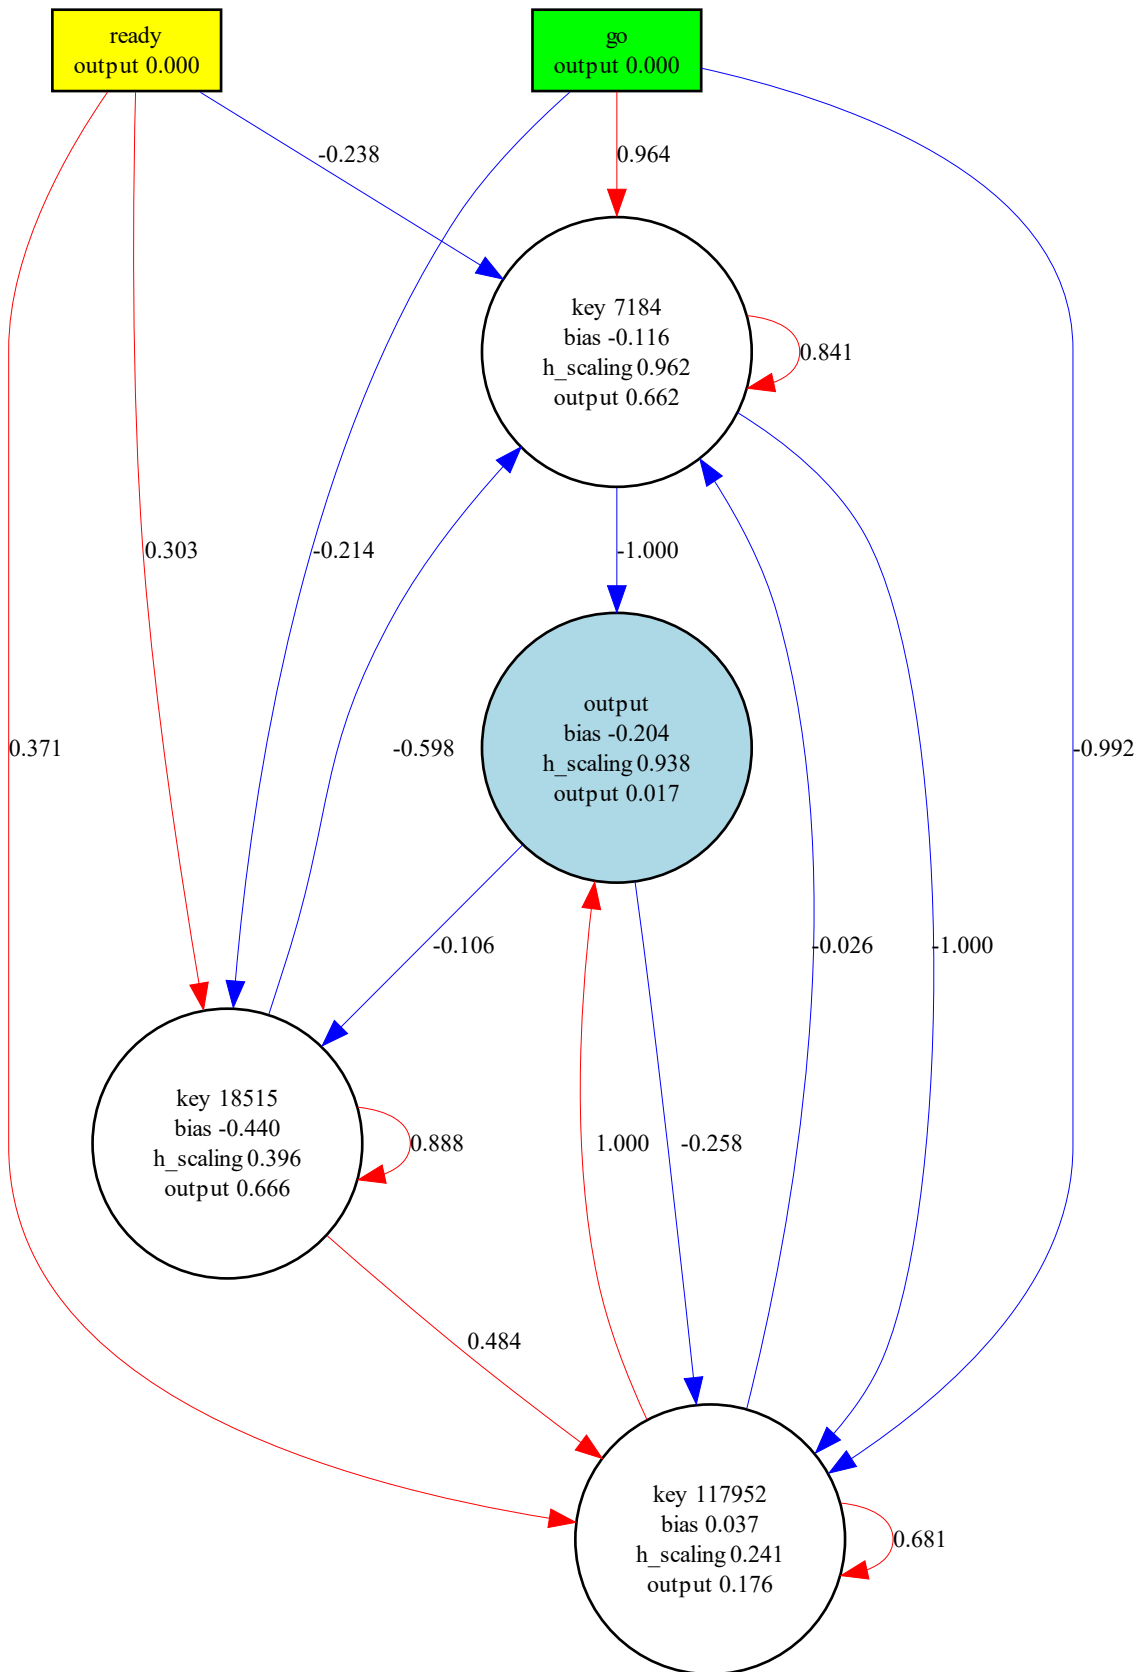 ready
output 0.000
go
output 0.000
-0.238
0.964
key 7184
bias -0.116
h_scaling 0.962
output 0.662
0.841
0.303
-0.214
-1.000
output
bias -0.204
h_scaling 0.938
output 0.017
0.371
-0.598
-0.992
-0.106
-0.026
-1.000
key 18515
bias -0.440
h_scaling 0.396
output 0.666
0.888
1.000
-0.258
0.484
key 117952
bias 0.037
h_scaling 0.241
output 0.176
0.681